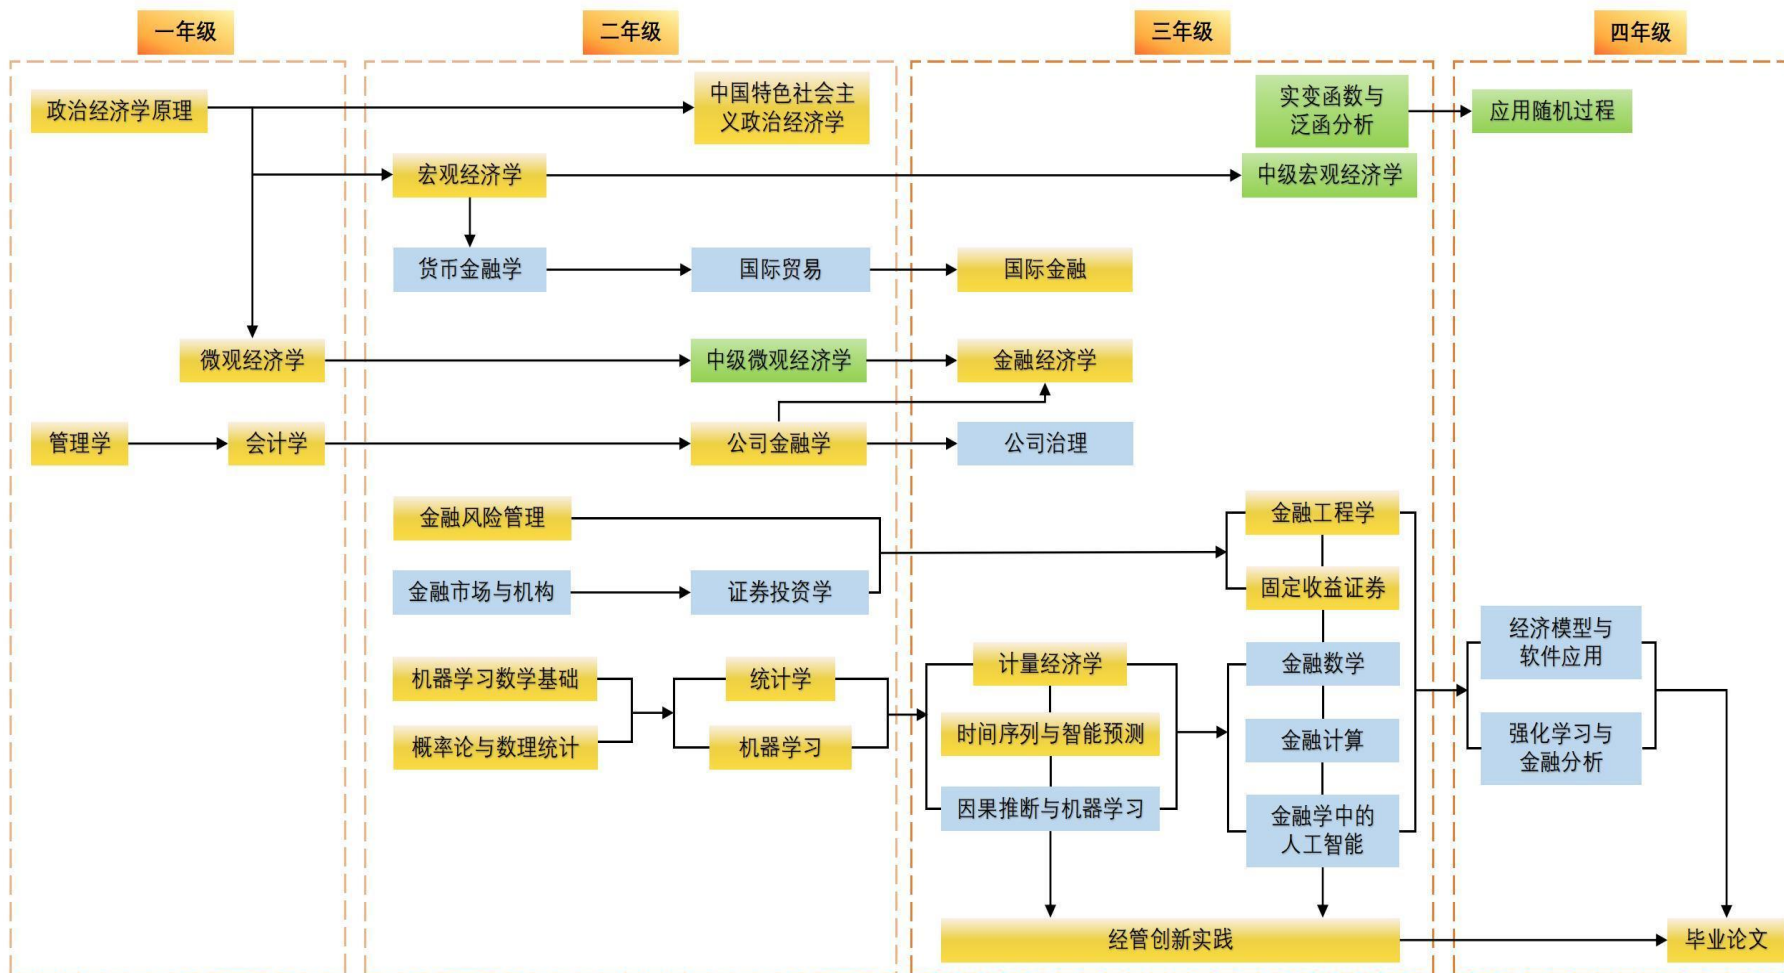 一年级
二年级
三年级
四年级
政治经济学原理
中国特色社会主
义政治经济学
实变函数与
泛函分析
应用随机过程
宏观经济学
中级宏观经济学
货币金融学
国际贸易
国际金融
微观经济学
中级微观经济学
金融经济学
管理学
会计学
公司金融学
公司治理
金融风险管理
金融工程学
金融市场与机构
证券投资学
固定收益证券
经济模型与
软件应用
机器学习数学基础
统计学
计量经济学
金融数学
概率论与数理统计
机器学习
时间序列与智能预测
金融计算
强化学习与
金融分析
因果推断与机器学习
金融学中的
人工智能
经管创新实践
毕业论文